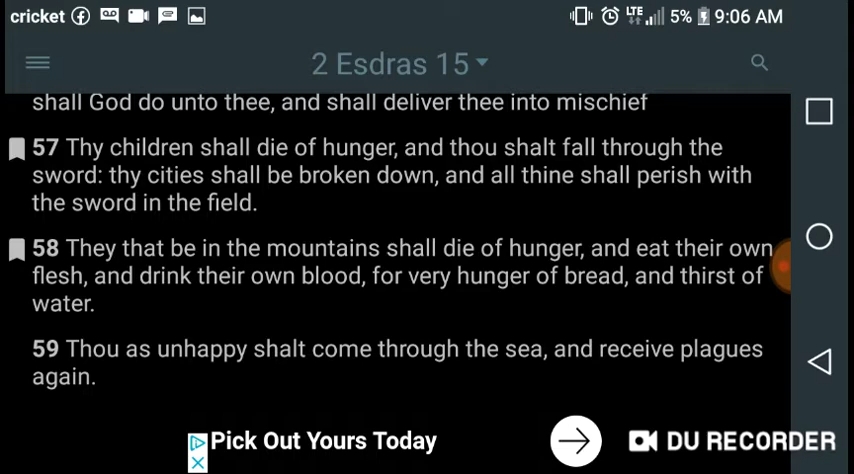 cricket LTE 5% 9:06 AM
2 Esdras 15
shall God do unto thee, and shall deliver thee into mischief
57 Thy children shall die of hunger, and thou shalt fall through the
sword: thy cities shall be broken down, and all thine shall perish with
the sword in the field.
58 They that be in the mountains shall die of hunger, and eat their own
flesh, and drink their own blood, for very hunger of bread, and thirst of
water.
59 Thou as unhappy shalt come through the sea, and receive plagues
again.
Pick Out Yours Today
DU RECORDER